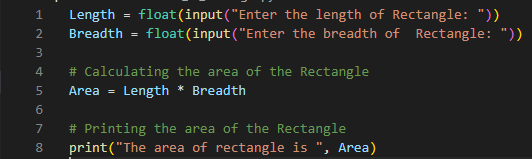 1 Length = float(input("Enter the length of Rectangle: "))
2 Breadth = float(input("Enter the breadth of  Rectangle: "))
3
4 # Calculating the area of the Rectangle
5 Area = Length * Breadth
6
7 # Printing the area of the Rectangle
8 print("The area of rectangle is ", Area)